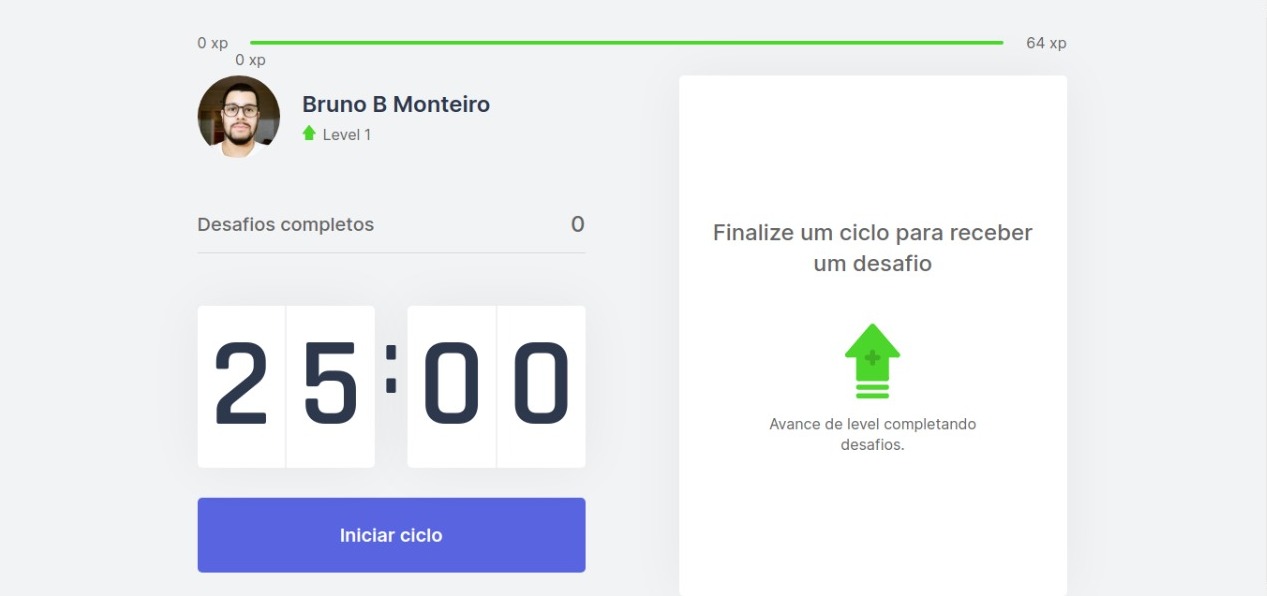 0 xp
64 xp
0 xp
Bruno B Monteiro
Level 1
Desafios completos
0
25:00
Iniciar ciclo
Finalize um ciclo para receber
um desafio
Avance de level completando
desafios.